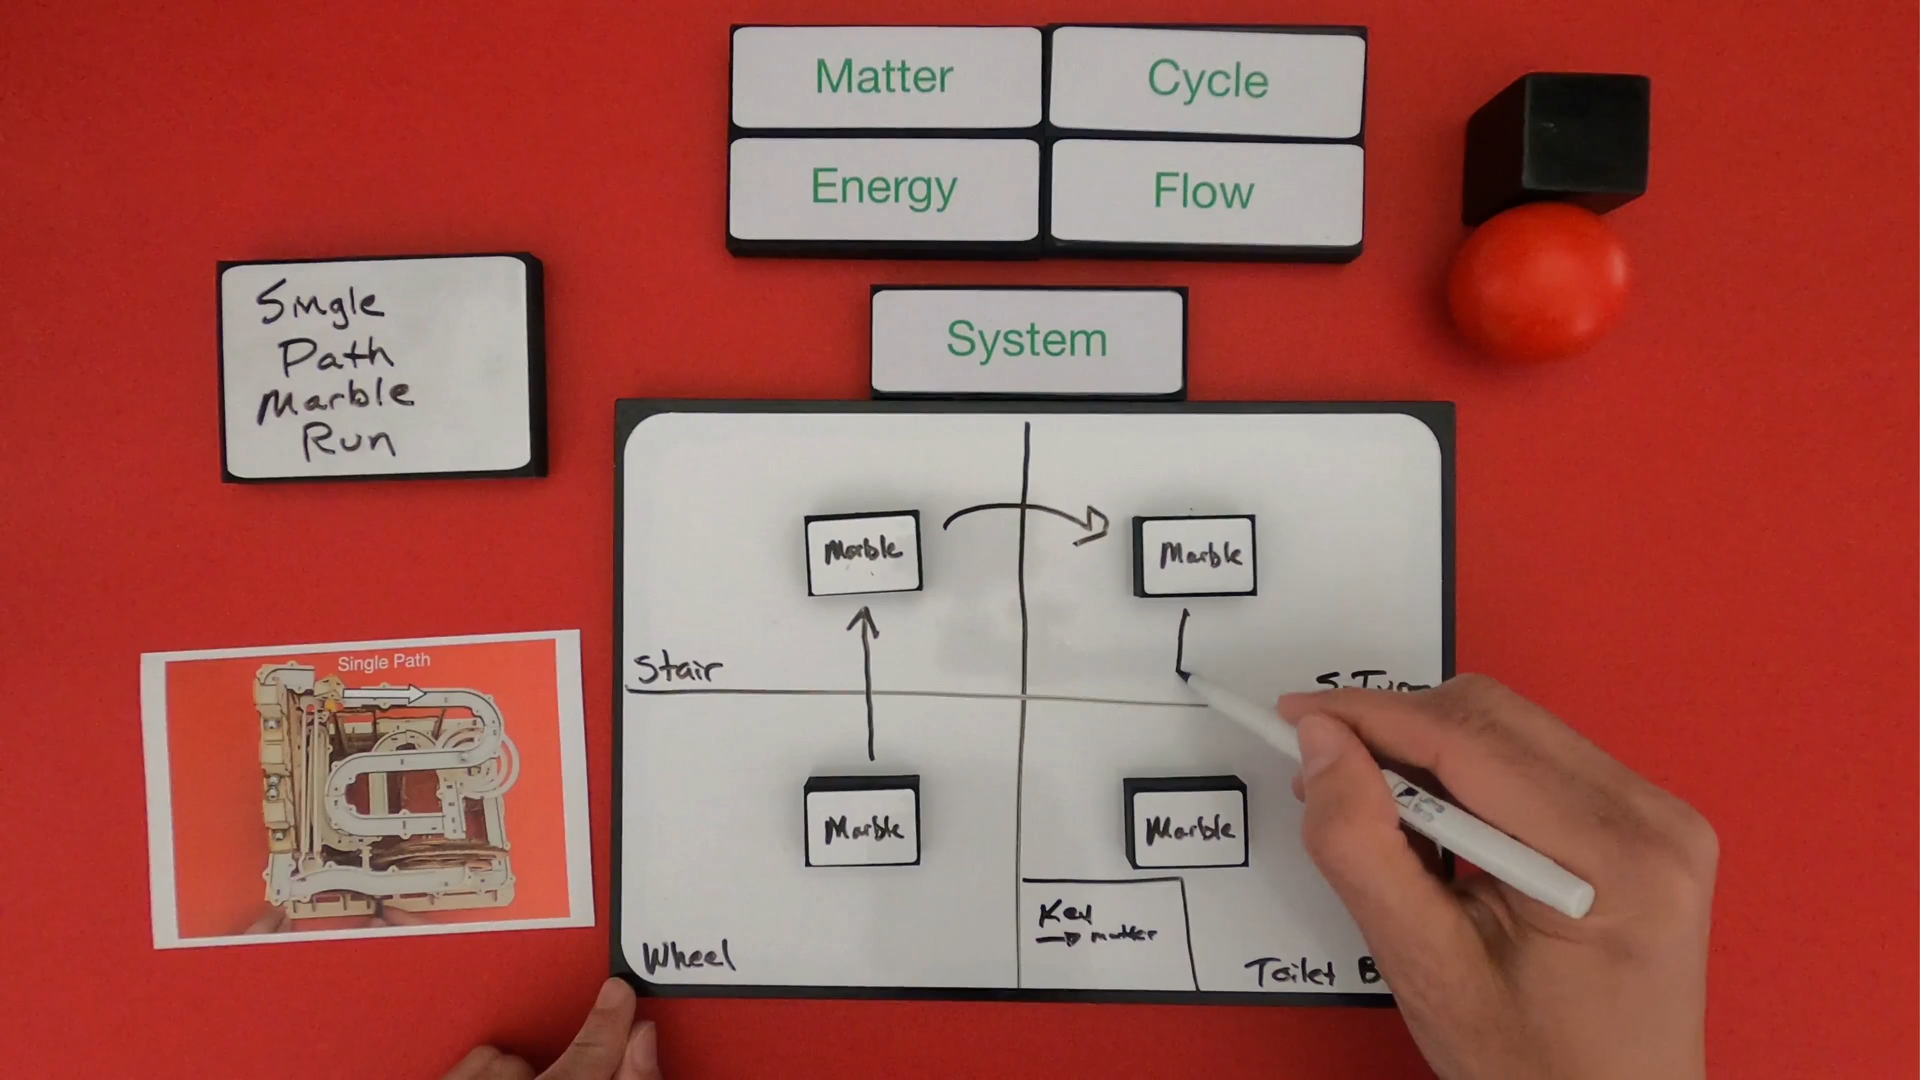 Matter
Cycle
Energy
Flow
System
Single
Path
Marble
Run
Marble
Marble
Stair
Single Path
Marble
Marble
Key
→ matter
Wheel
Toilet